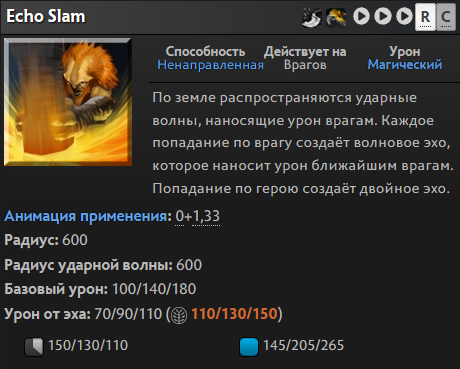 Echo Slam
R C
Способность Действует на Урон
Ненаправленная Врагов Магический
По земле распространяются ударные
волны, наносящие урон врагам. Каждое
попадание по врагу создаёт волновое эхо,
которое наносит урон ближайшим врагам.
Попадание по герою создаёт двойное эхо.
Анимация применения: 0+1,33
Радиус: 600
Радиус ударной волны: 600
Базовый урон: 100/140/180
Урон от эха: 70/90/110 (110/130/150)
150/130/110 145/205/265